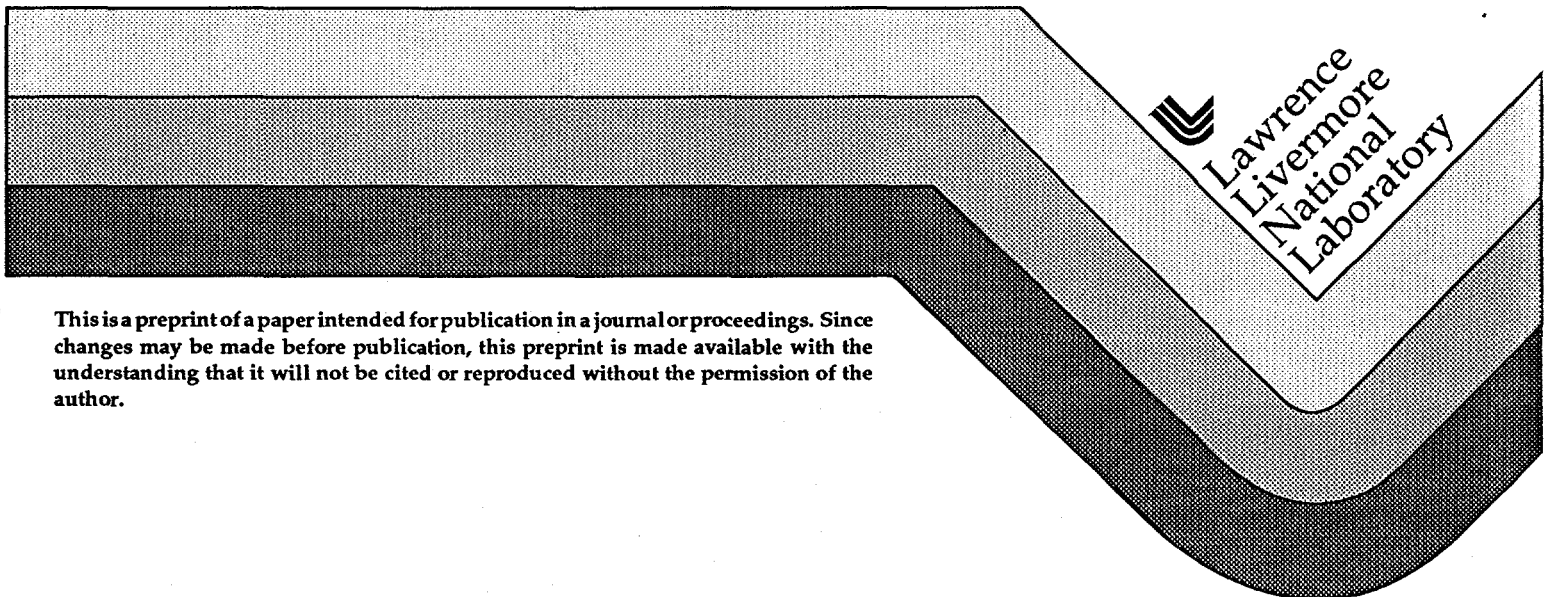 Lawrence
Livermore
National
Laboratory
This is a preprint of a paper intended for publication in a journal or proceedings. Since
changes may be made before publication, this preprint is made available with the
understanding that it will not be cited or reproduced without the permission of the
author.